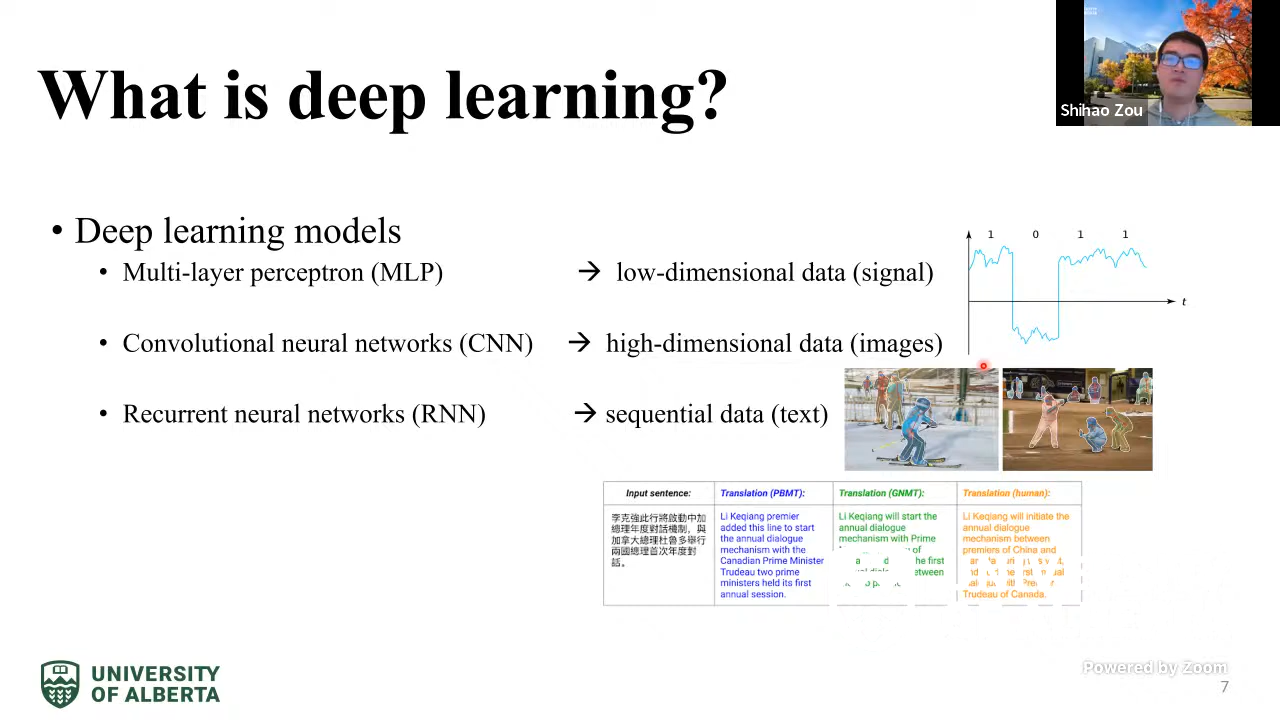 What is deep learning?
Shihao Zou
• Deep learning models
• Multi-layer perceptron (MLP) → low-dimensional data (signal)
1 0 1 1
t
• Convolutional neural networks (CNN) → high-dimensional data (images)
• Recurrent neural networks (RNN) → sequential data (text)
Input sentence:
李克強此行將啟動中加
總理年度對話機制，與
加拿大總理杜魯多舉行
兩國總理首次年度對
話。
Translation (PBMT):
Li Keqiang premier
added this line to start
the annual dialogue
mechanism with the
Canadian Prime Minister
Trudeau two prime
ministers held its first
annual session.
Translation (GNMT):
Li Keqiang will start the
annual dialogue
mechanism with Prime
of
the first
between
Translation (human):
Li Keqiang will initiate the
annual dialogue
mechanism between
premiers of China and
Trudeau of Canada.
UNIVERSITY
OF ALBERTA
Powered by Zoom
7